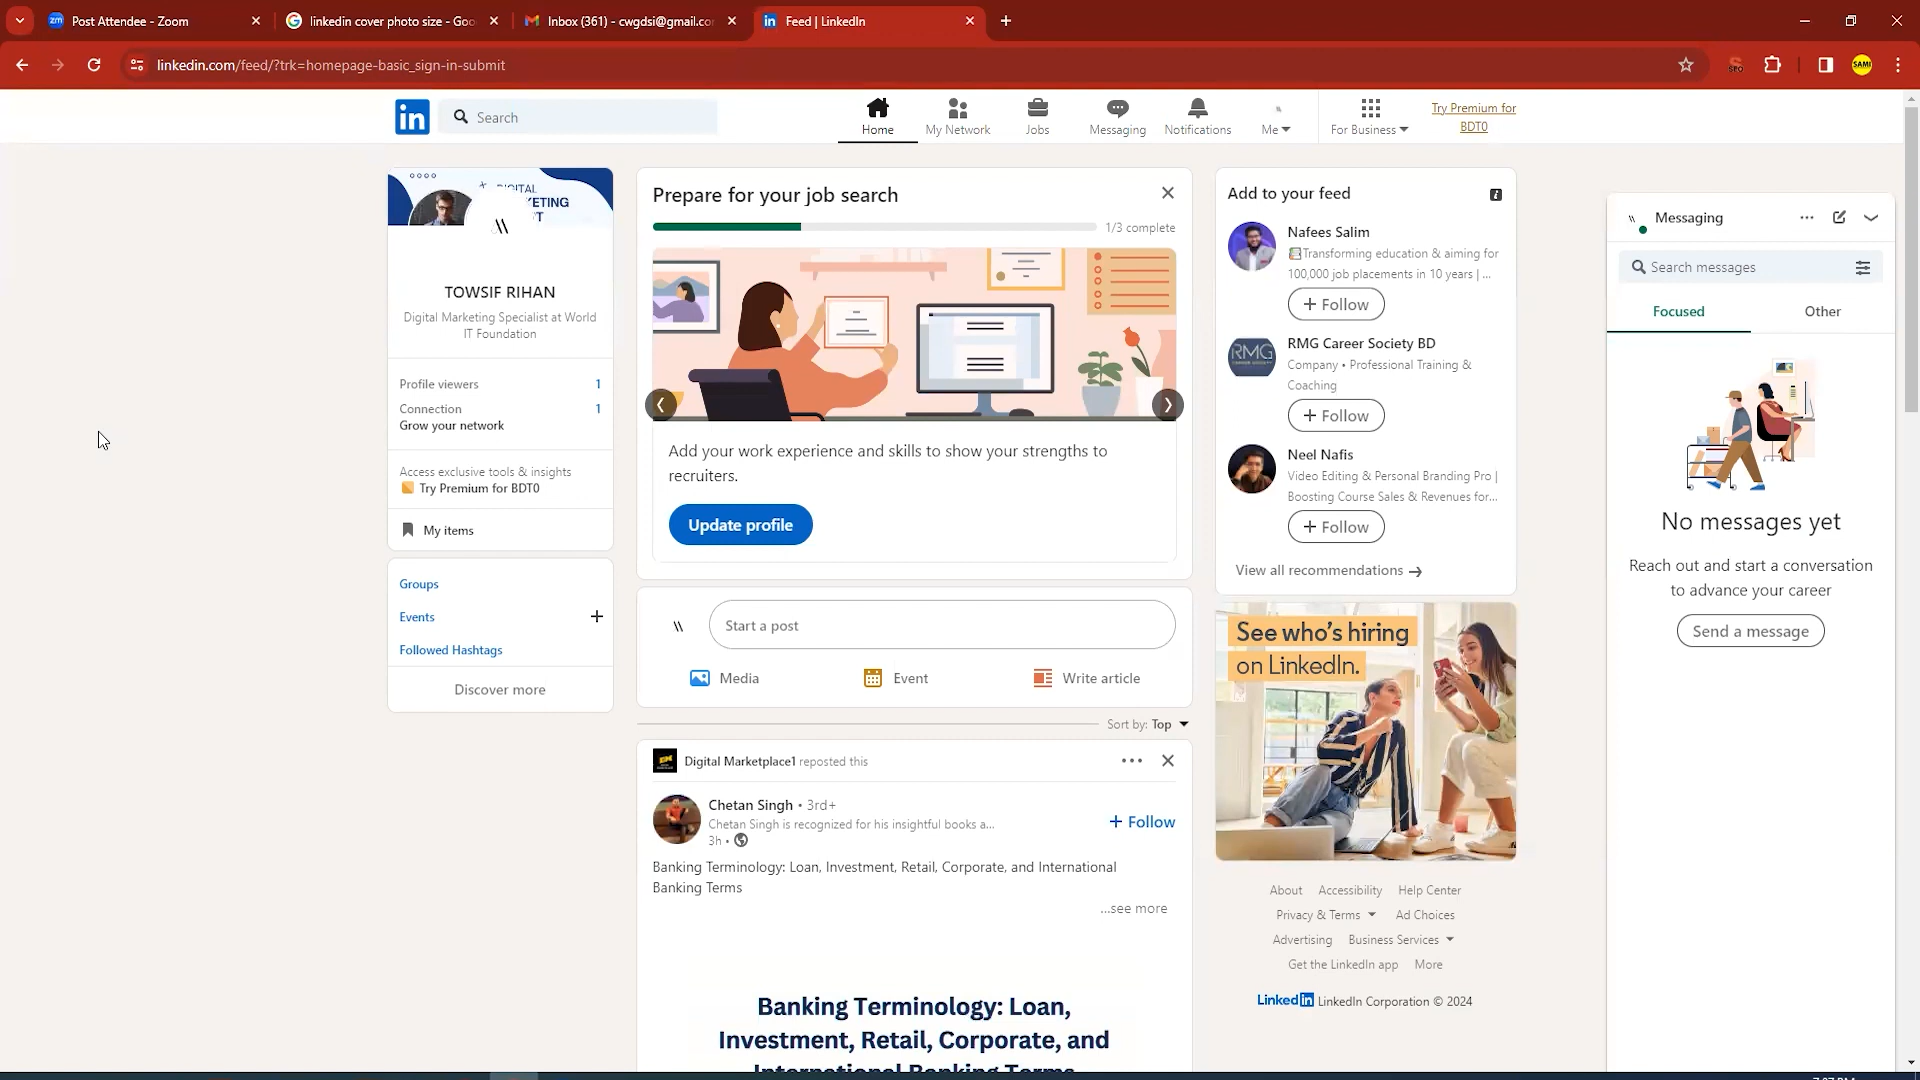 Post Attendee - Zoom
linkedin cover photo size - Goo
Inbox (361) - cwgdsi@gmail.co
Feed | LinkedIn
linkedin.com/feed/?trk=homepage-basic_sign-in-submit
SAMI
in
Search
Home
My Network
Jobs
Messaging
Notifications
Me
For Business
Try Premium for
BDT0
TOWSIF RIHAN
Digital Marketing Specialist at World
IT Foundation
Profile viewers 1
Connection 1
Grow your network
Access exclusive tools & insights
Try Premium for BDT0
My items
Groups
Events
Followed Hashtags
Discover more
Prepare for your job search
1/3 complete
Add your work experience and skills to show your strengths to
recruiters.
Update profile
Start a post
Media
Event
Write article
Sort by: Top
Digital Marketplace1 reposted this
Chetan Singh • 3rd+
Chetan Singh is recognized for his insightful books a...
3h •
+ Follow
Banking Terminology: Loan, Investment, Retail, Corporate, and International
Banking Terms
...see more
Banking Terminology: Loan,
Investment, Retail, Corporate, and
International Banking Terms
Add to your feed
Nafees Salim
Transforming education & aiming for
100,000 job placements in 10 years | ...
+ Follow
RMG
RMG Career Society BD
Company • Professional Training &
Coaching
+ Follow
Neel Nafis
Video Editing & Personal Branding Pro |
Boosting Course Sales & Revenues for...
+ Follow
View all recommendations →
See who's hiring
on LinkedIn.
About Accessibility Help Center
Privacy & Terms Ad Choices
Advertising Business Services
Get the LinkedIn app More
LinkedIn LinkedIn Corporation © 2024
Messaging
Search messages
Focused
Other
No messages yet
Reach out and start a conversation
to advance your career
Send a message